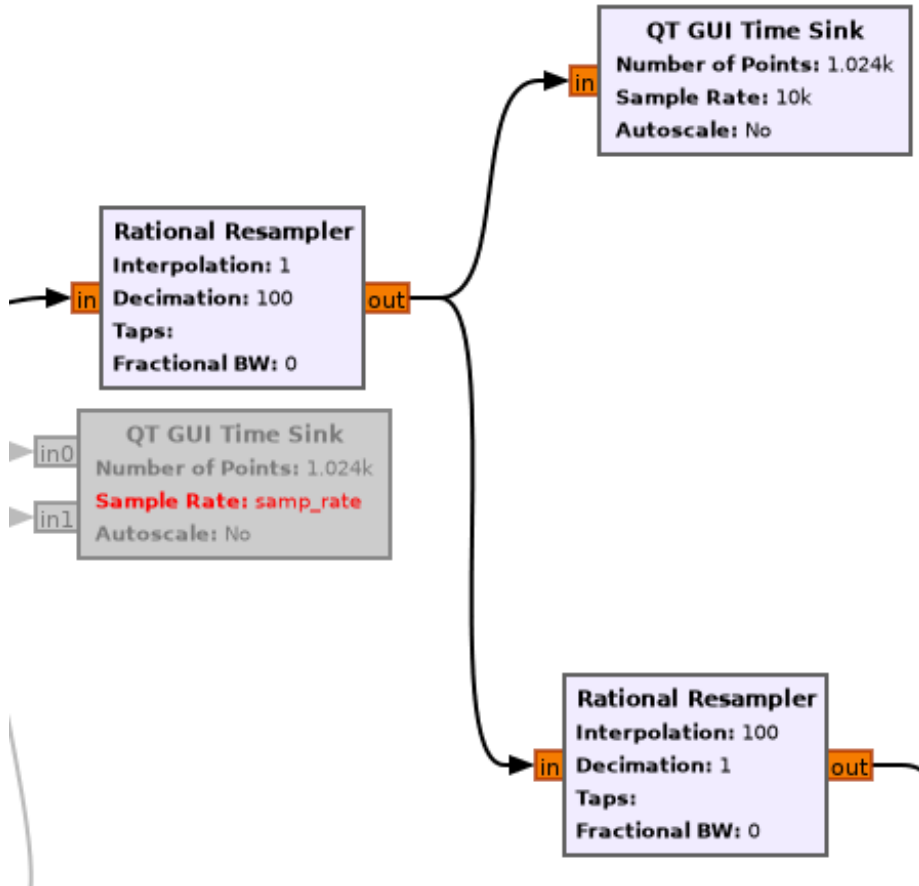 QT GUI Time Sink
in
Number of Points: 1.024k
Sample Rate: 10k
Autoscale: No
Rational Resampler
Interpolation: 1
in
Decimation: 100
out
Taps:
Fractional BW: 0
QT GUI Time Sink
in0
Number of Points: 1.024k
Sample Rate: samp_rate
in1
Autoscale: No
Rational Resampler
Interpolation: 100
in
Decimation: 1
out
Taps:
Fractional BW: 0